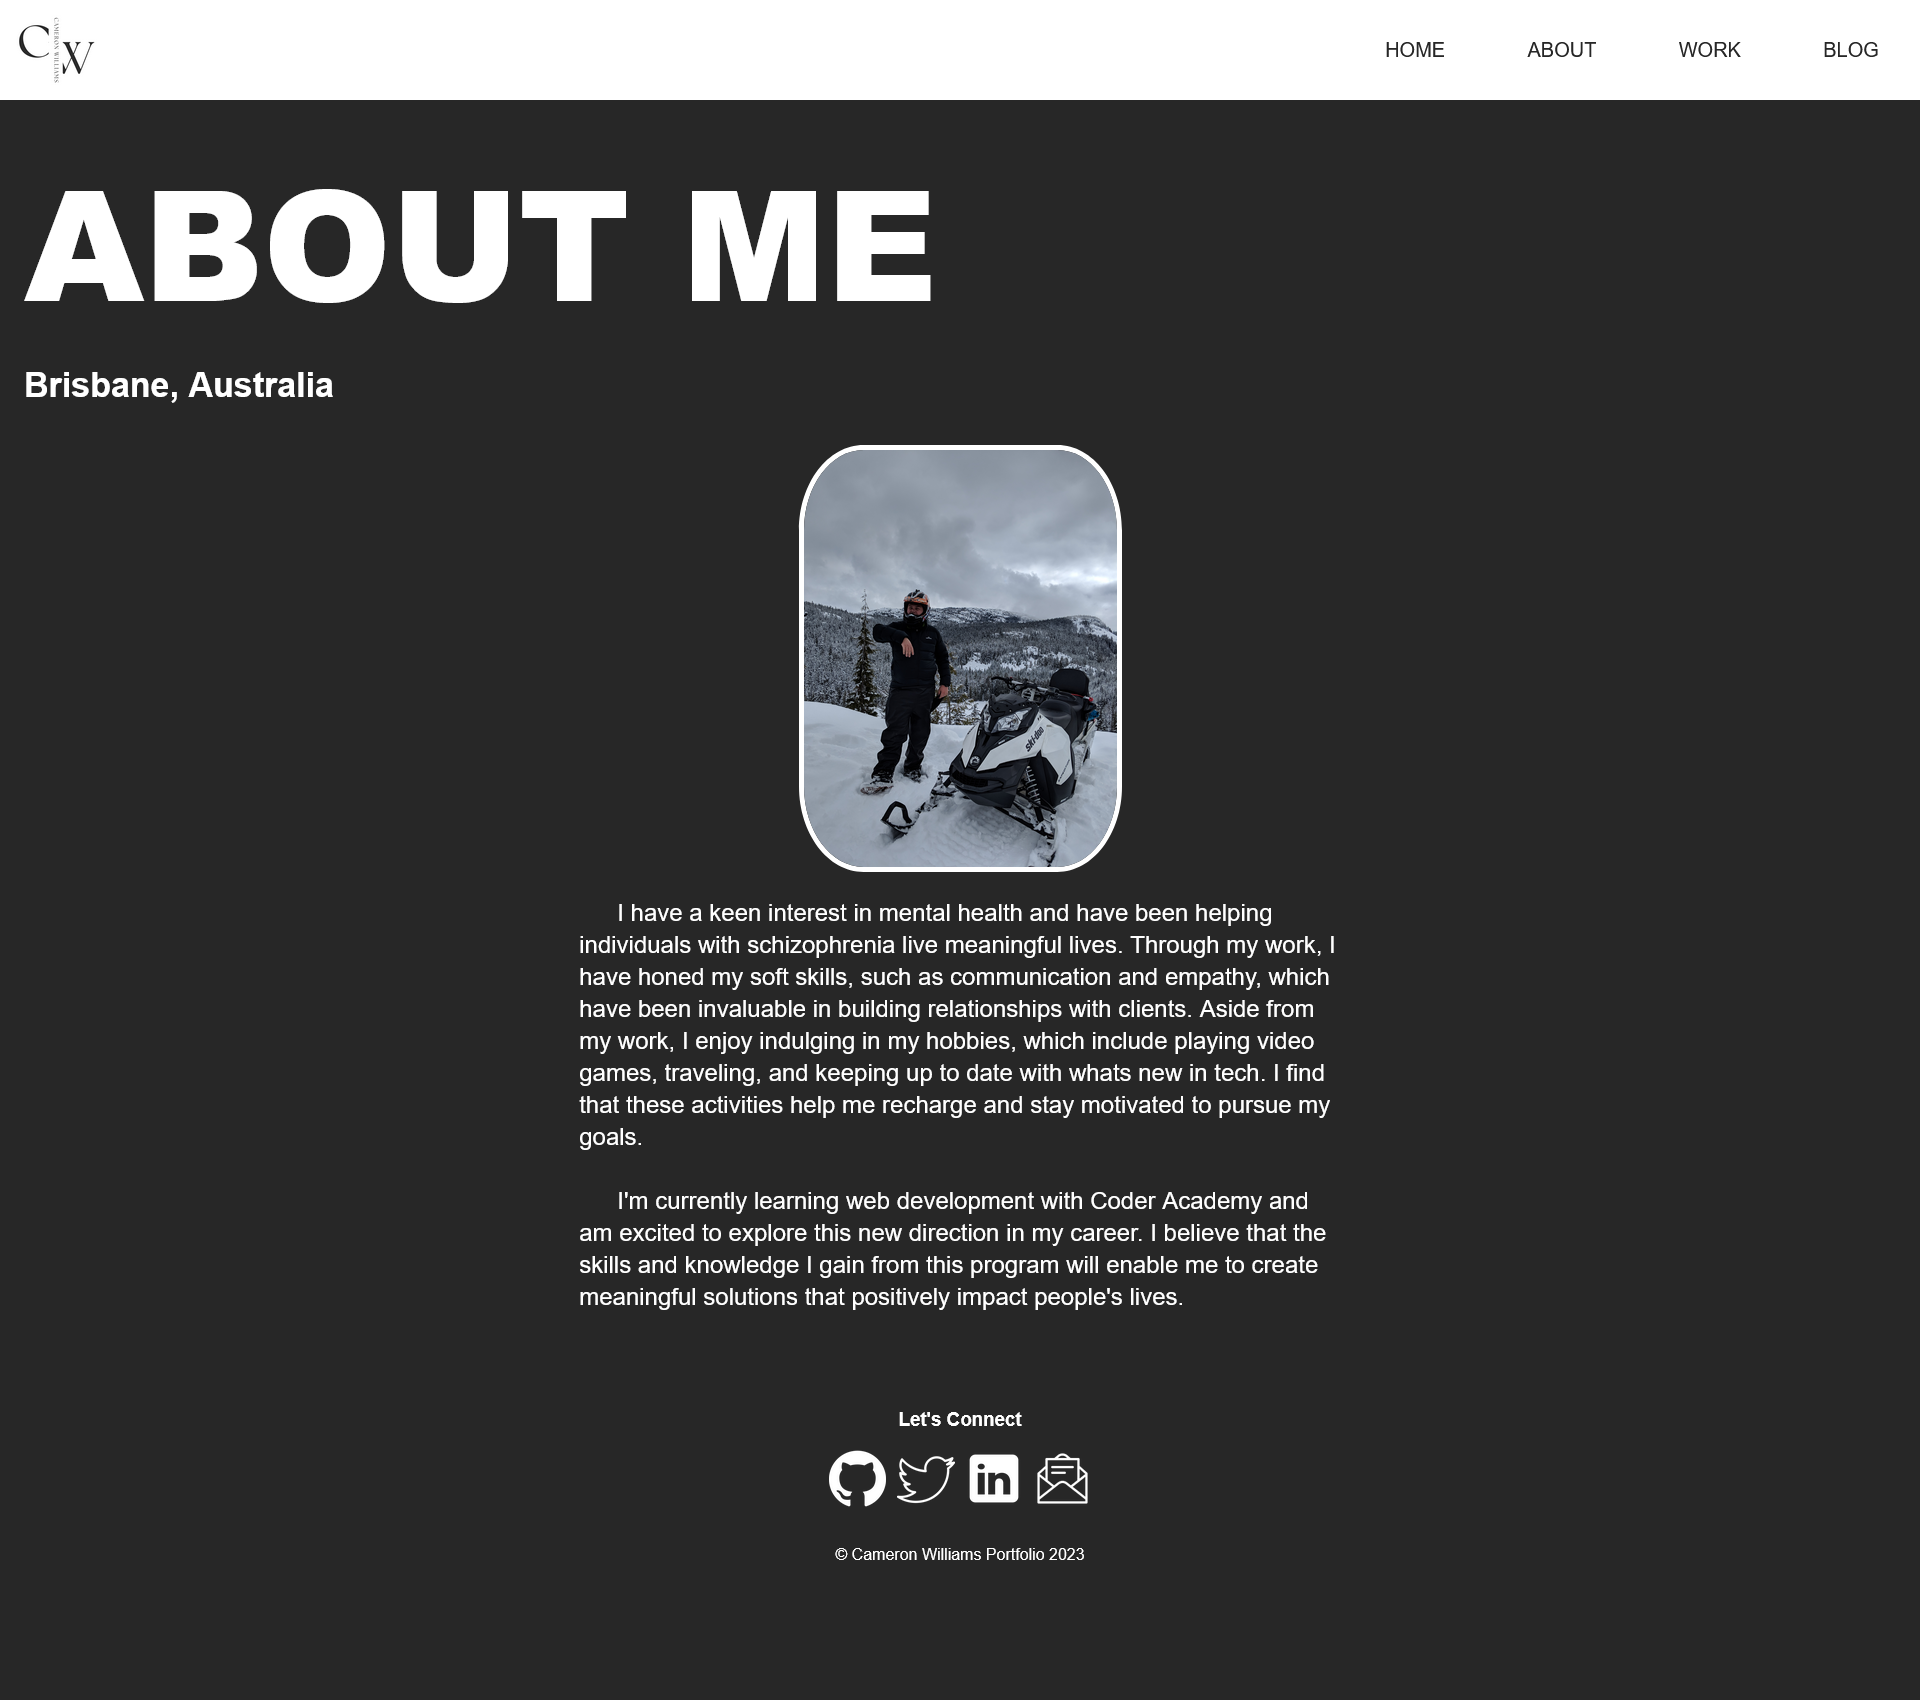 C W
CAMERON WILLIAMS
HOME ABOUT WORK BLOG
ABOUT ME
Brisbane, Australia
ski-doo
I have a keen interest in mental health and have been helping
individuals with schizophrenia live meaningful lives. Through my work, I
have honed my soft skills, such as communication and empathy, which
have been invaluable in building relationships with clients. Aside from
my work, I enjoy indulging in my hobbies, which include playing video
games, traveling, and keeping up to date with whats new in tech. I find
that these activities help me recharge and stay motivated to pursue my
goals.
I'm currently learning web development with Coder Academy and
am excited to explore this new direction in my career. I believe that the
skills and knowledge I gain from this program will enable me to create
meaningful solutions that positively impact people's lives.
Let's Connect
in
© Cameron Williams Portfolio 2023